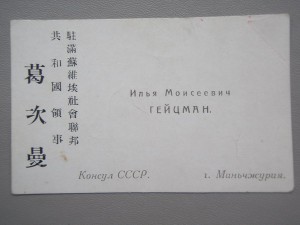 駐滿蘇維埃社會聯邦
共和國領事
葛次曼
Илья Моисеевич
ГЕЙЦМАН.
Консул СССР.
г. Маньчжурия.